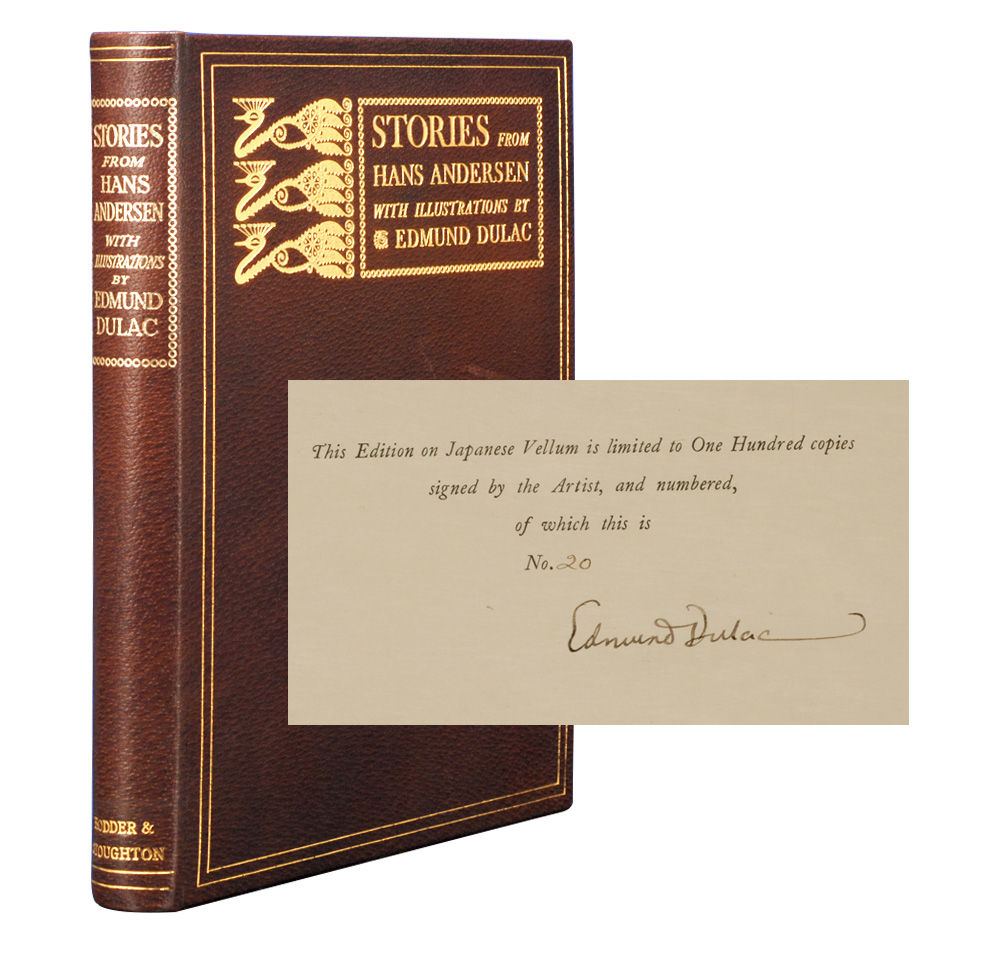 STORIES
FROM
HANS
ANDERSEN
WITH
ILLUSTRATIONS
BY
EDMUND
DULAC
HODDER &
STOUGHTON
STORIES FROM
HANS ANDERSEN
WITH ILLUSTRATIONS BY
EDMUND DULAC
This Edition on Japanese Vellum is limited to One Hundred copies
signed by the Artist, and numbered,
of which this is
No. 20
Edmund Dulac